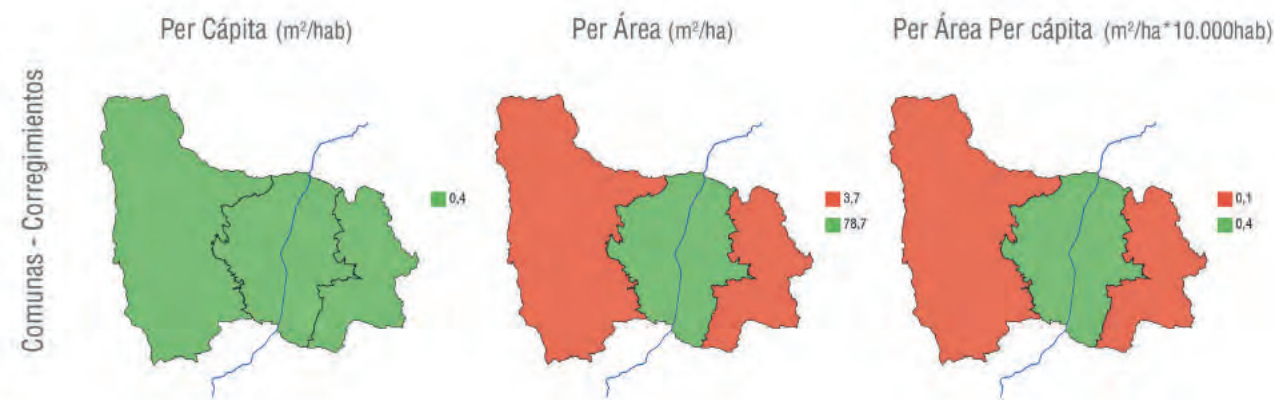 Per Cápita (m²/hab)
Per Área (m²/ha)
Per Área Per cápita (m²/ha*10.000hab)
Comunas - Corregimientos
0,4
3,7
78,7
0,1
0,4